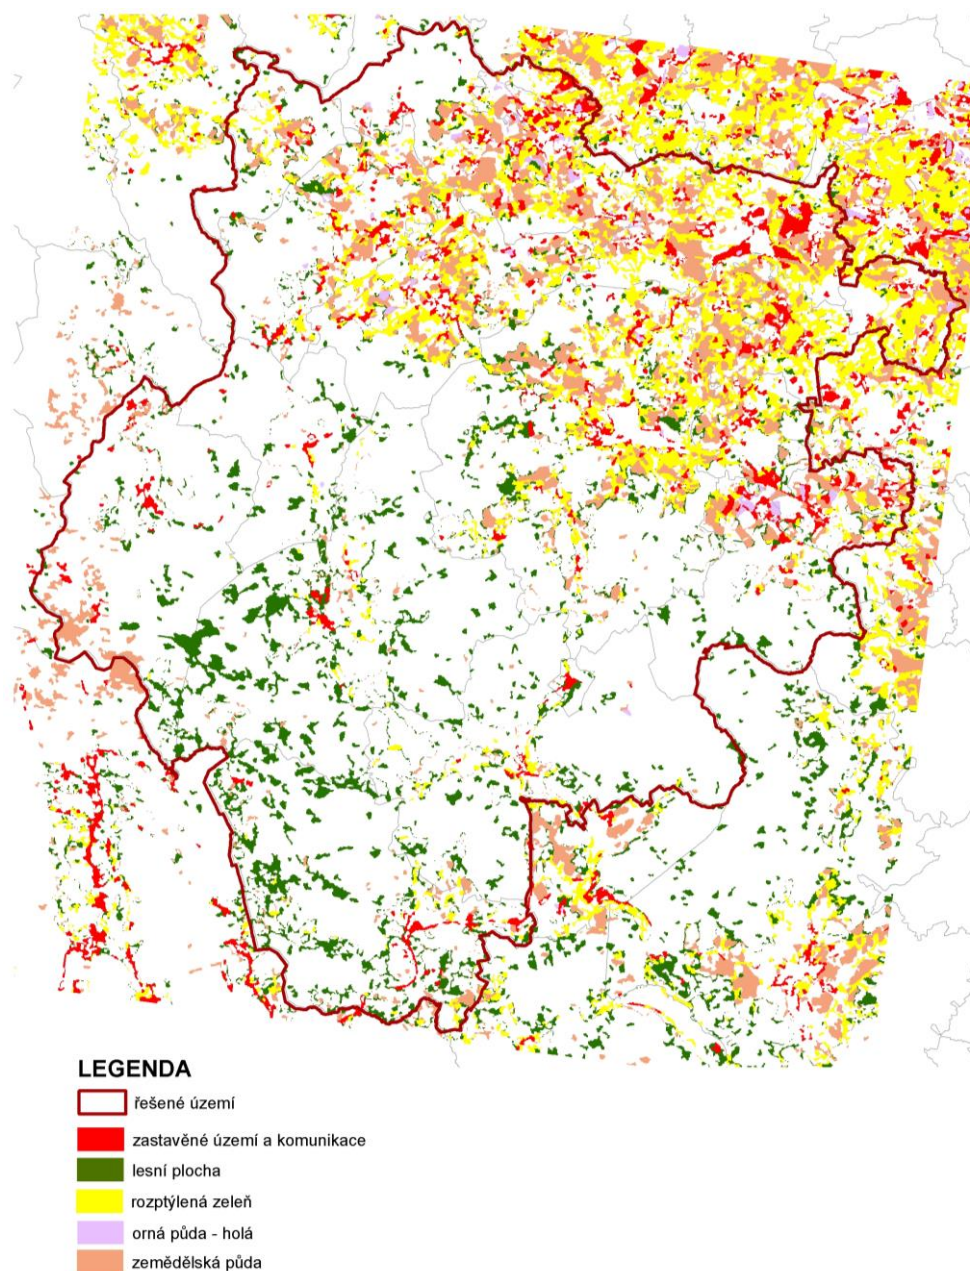 LEGENDA
řešené území
zastavěné území a komunikace
lesní plocha
rozptýlená zeleň
orná půda - holá
zemědělská půda